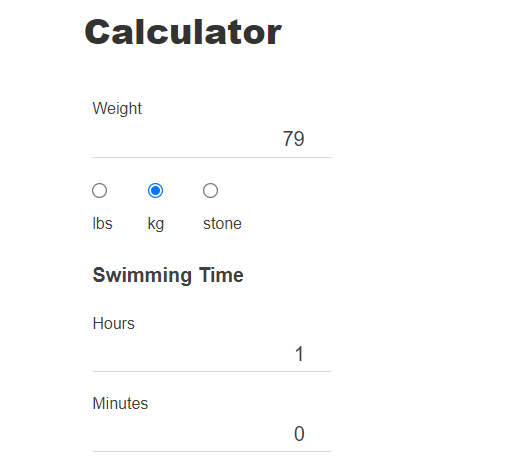 Calculator
Weight
79
lbs kg stone
Swimming Time
Hours
1
Minutes
0